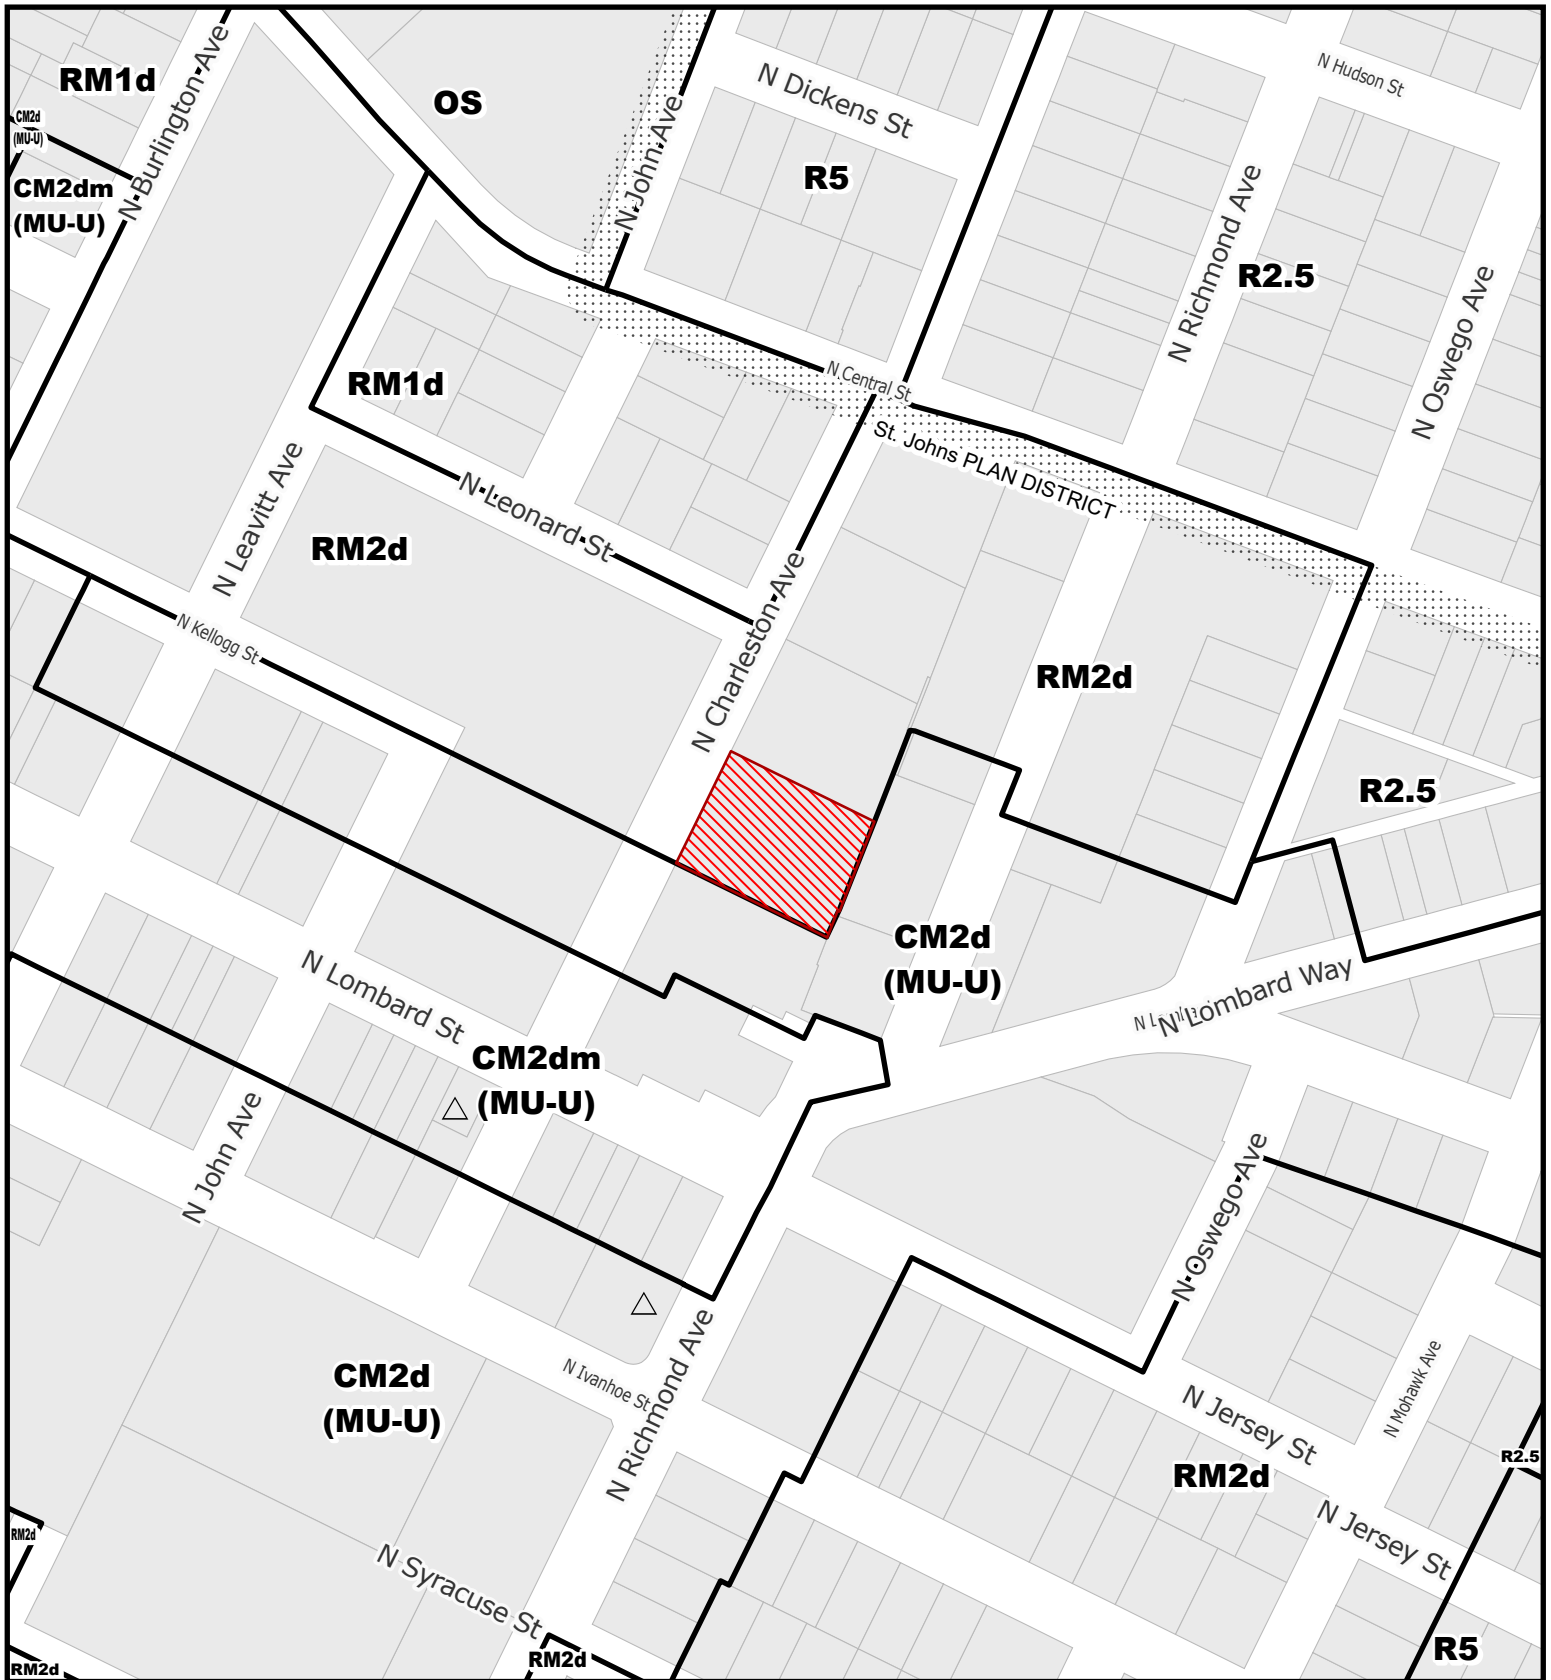 N Hudson St
RM1d
N Burlington Ave
OS
N Dickens St
CM2d
(MU-U)
N John Ave
R5
CM2dm
(MU-U)
N Richmond Ave
R2.5
N Oswego Ave
RM1d
N Central St
St. Johns PLAN DISTRICT
N Leavitt Ave
N Leonard St
RM2d
N Charleston Ave
N Kellogg St
RM2d
R2.5
CM2d
(MU-U)
N Lombard St
N Lombard Way
CM2dm
(MU-U)
N John Ave
N Oswego Ave
CM2d
(MU-U)
N Ivanhoe St
N Richmond Ave
N Mohawk Ave
N Jersey St
R2.5
RM2d
N Jersey St
RM2d
N Syracuse St
RM2d
RM2d
R5